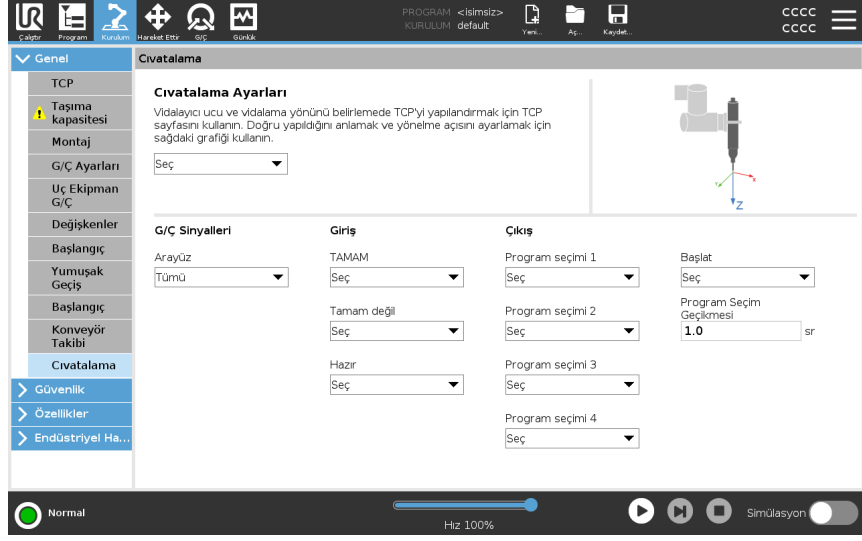 UR
PROGRAM <isimsiz>
KURULUM default
cccc
cccc
Çalıştır Program Kurulum Hareket Ettir G/Ç Günlük
Yeni... Aç... Kaydet...
Genel
TCP
Taşıma
kapasitesi
Montaj
G/Ç Ayarları
Uç Ekipman
G/Ç
Değişkenler
Başlangıç
Yumuşak
Geçiş
Başlangıç
Konveyör
Takibi
Cıvatalama
Güvenlik
Özellikler
Endüstriyel Ha...
Cıvatalama
Cıvatalama Ayarları
Vidalayıcı ucu ve vidalama yönünü belirlemede TCP'yi yapılandırmak için TCP
sayfasını kullanın. Doğru yapıldığını anlamak ve yönelme açısını ayarlamak için
sağdaki grafiği kullanın.
Seç
Y X
Z
G/Ç Sinyalleri
Arayüz
Tümü
Giriş
TAMAM
Seç
Tamam değil
Seç
Hazır
Seç
Çıkış
Program seçimi 1
Seç
Program seçimi 2
Seç
Program seçimi 3
Seç
Program seçimi 4
Seç
Başlat
Seç
Program Seçim
Geçikmesi
1.0 sr
Normal
Hız 100%
Simülasyon